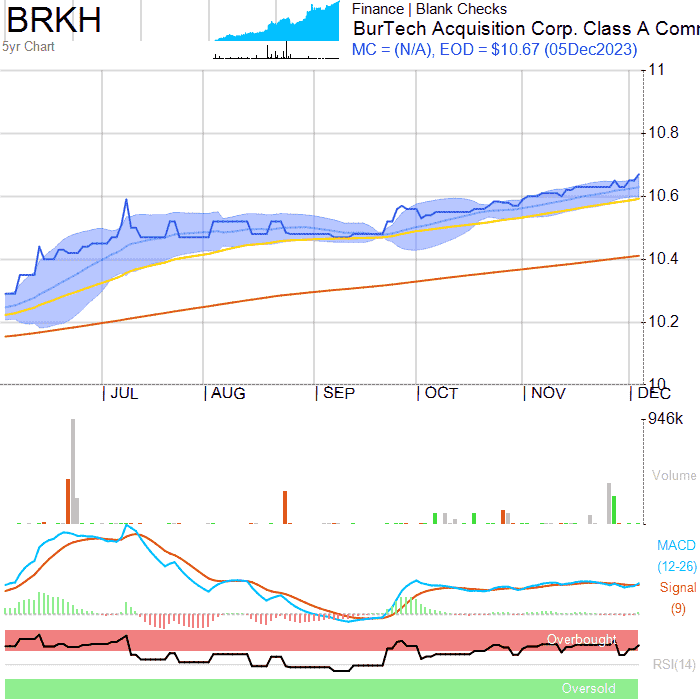 BRKH
5yr Chart
Finance | Blank Checks
BurTech Acquisition Corp. Class A Comm
MC = (N/A), EOD = $10.67 (05Dec2023)
11
10.8
10.6
10.4
10.2
10
JUL
AUG
SEP
OCT
NOV
DEC
946k
Volume
MACD
(12-26)
Signal
(9)
Overbought
RSI(14)
Oversold